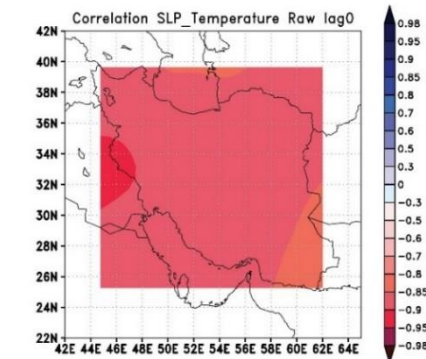 Correlation SLP_Temperature Raw lag0
42N
40N
38N
36N
34N
32N
30N
28N
26N
24N
22N
42E 44E 46E 48E 50E 52E 54E 56E 58E 60E 62E 64E
0.98
0.95
0.9
0.85
0.8
0.7
0.6
0.5
0.3
0
-0.3
-0.5
-0.6
-0.7
-0.8
-0.85
-0.9
-0.95
-0.98